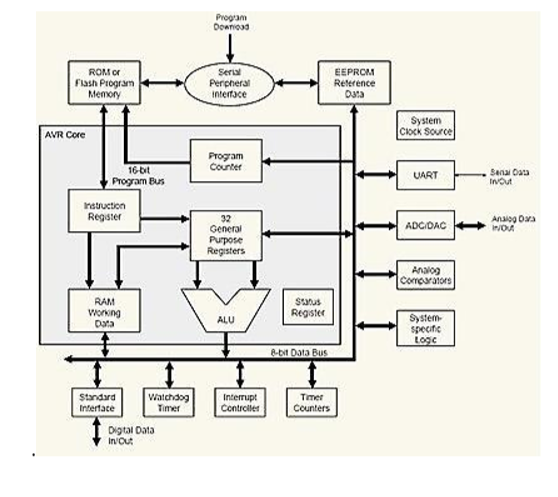 Program
Download
ROM or
Flash Program
Memory
Serial
Peripheral
Interface
EEPROM
Reference
Data
System
Clock Source
AVR Core
Program
Counter
16-bit
Program Bus
UART
Serial Data
In/Out
Instruction
Register
32
General
Purpose
Registers
ADC/DAC
Analog Data
In/Out
Analog
Comparators
RAM
Working
Data
ALU
Status
Register
System-
specific
Logic
8-bit Data Bus
Standard
Interface
Watchdog
Timer
Interrupt
Controller
Timer
Counters
Digital Data
In/Out